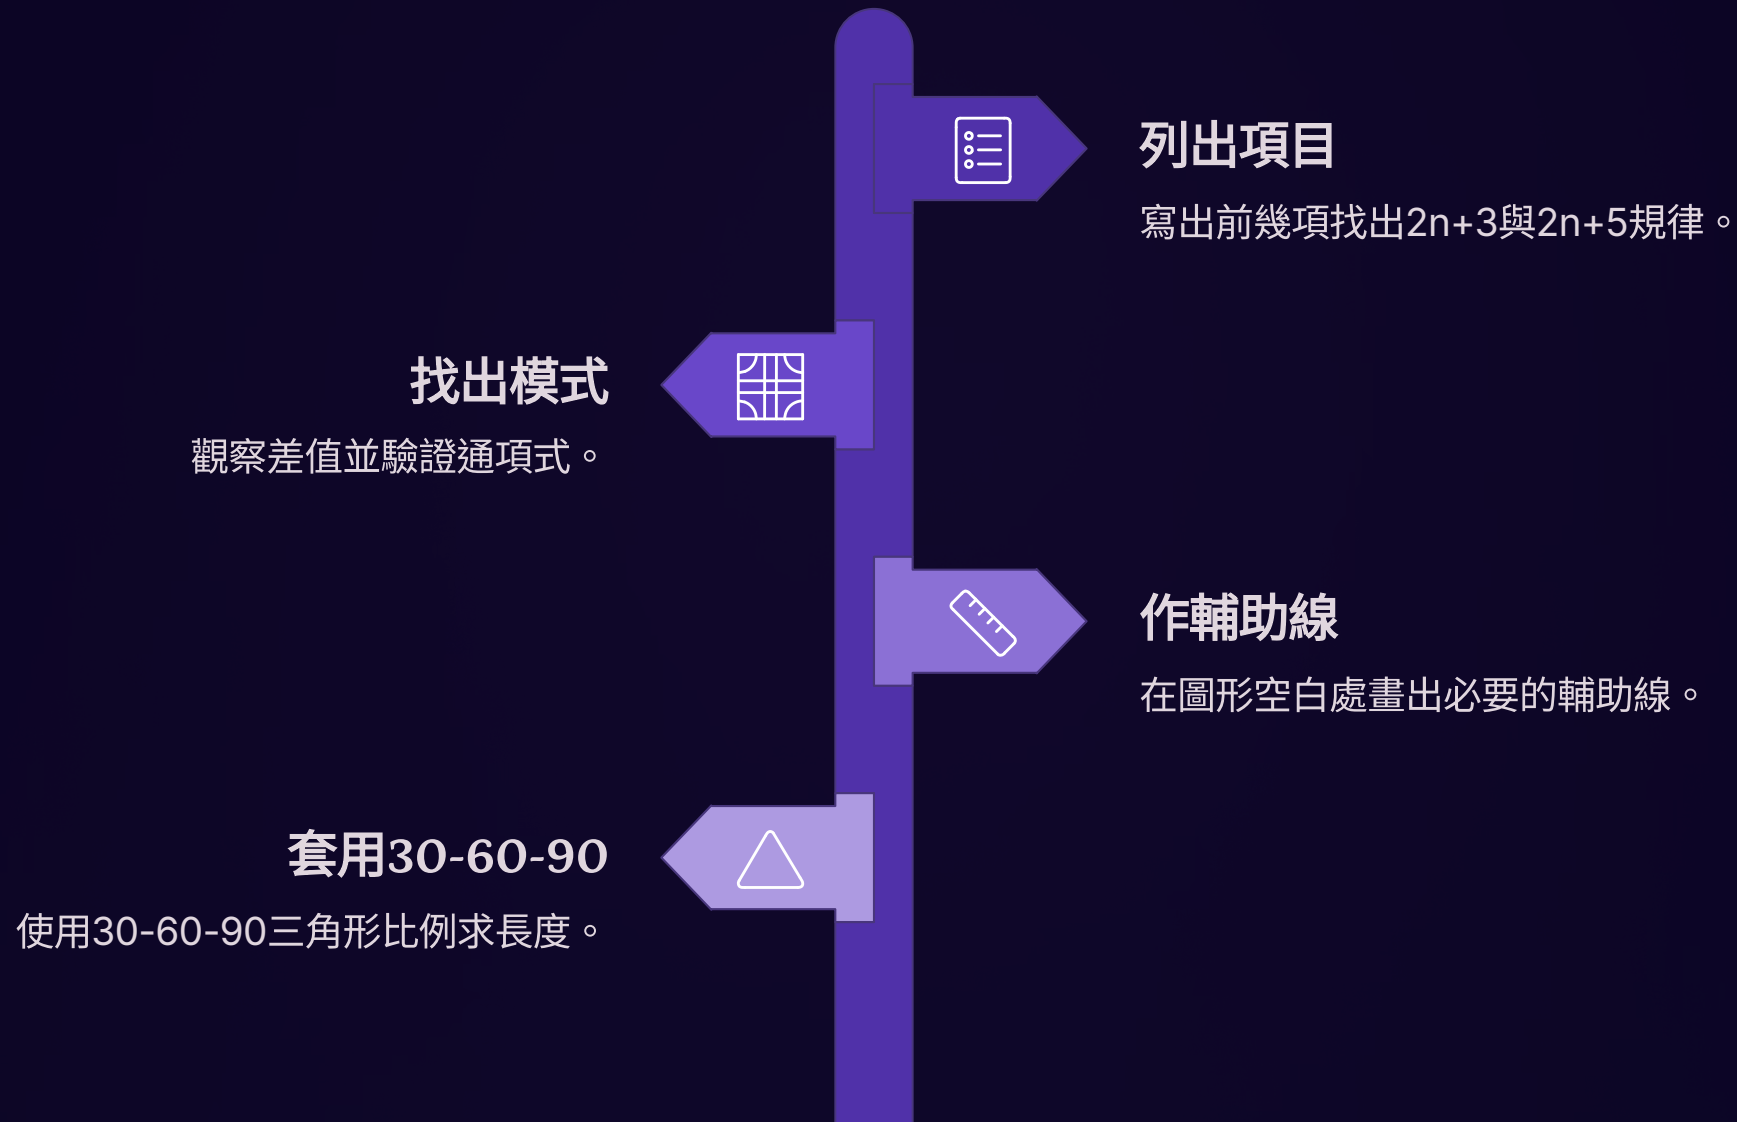 列出項目
寫出前幾項找出2n+3與2n+5規律。
找出模式
觀察差值並驗證通項式。
作輔助線
在圖形空白處畫出必要的輔助線。
套用30-60-90
使用30-60-90三角形比例求長度。